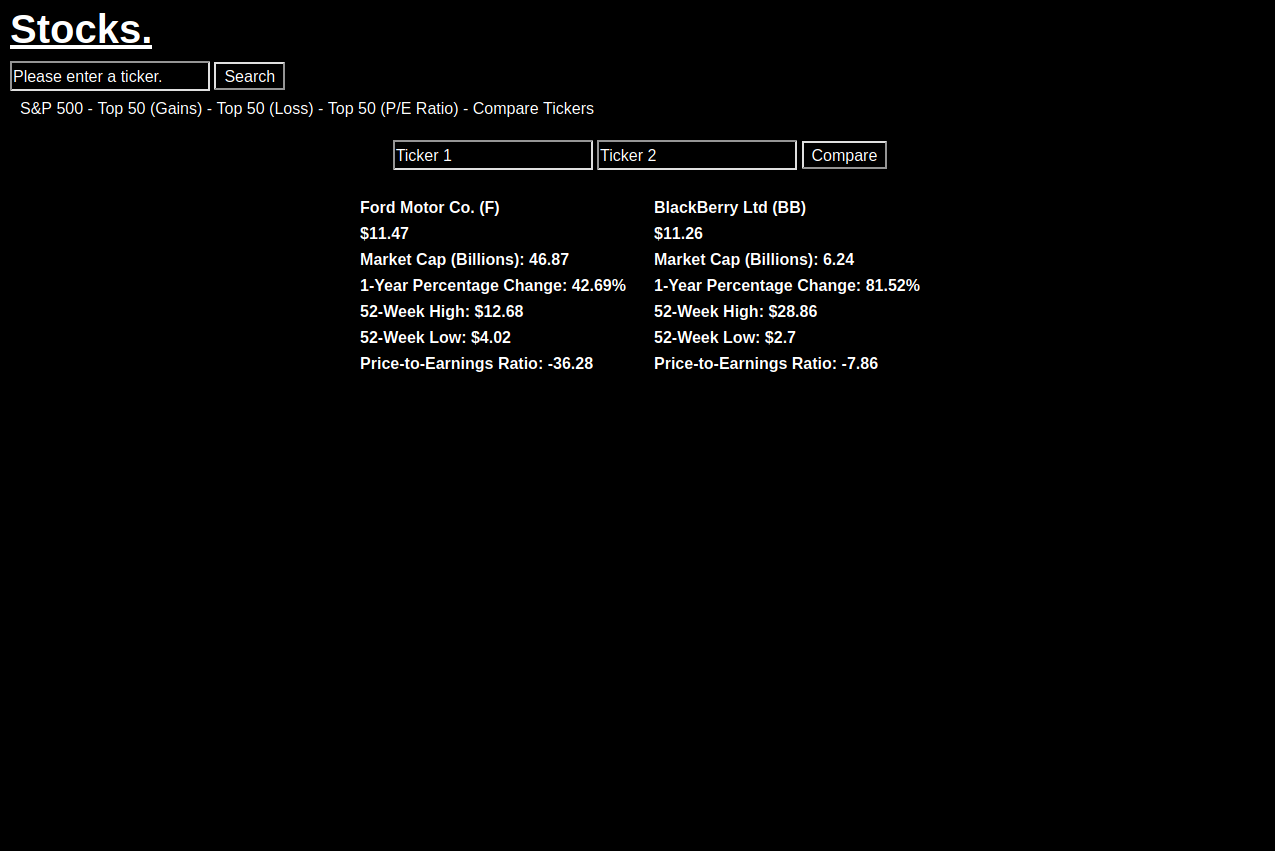 Stocks.
Please enter a ticker. Search
S&P 500 - Top 50 (Gains) - Top 50 (Loss) - Top 50 (P/E Ratio) - Compare Tickers
Ticker 1 Ticker 2 Compare
Ford Motor Co. (F)
$11.47
Market Cap (Billions): 46.87
1-Year Percentage Change: 42.69%
52-Week High: $12.68
52-Week Low: $4.02
Price-to-Earnings Ratio: -36.28
BlackBerry Ltd (BB)
$11.26
Market Cap (Billions): 6.24
1-Year Percentage Change: 81.52%
52-Week High: $28.86
52-Week Low: $2.7
Price-to-Earnings Ratio: -7.86